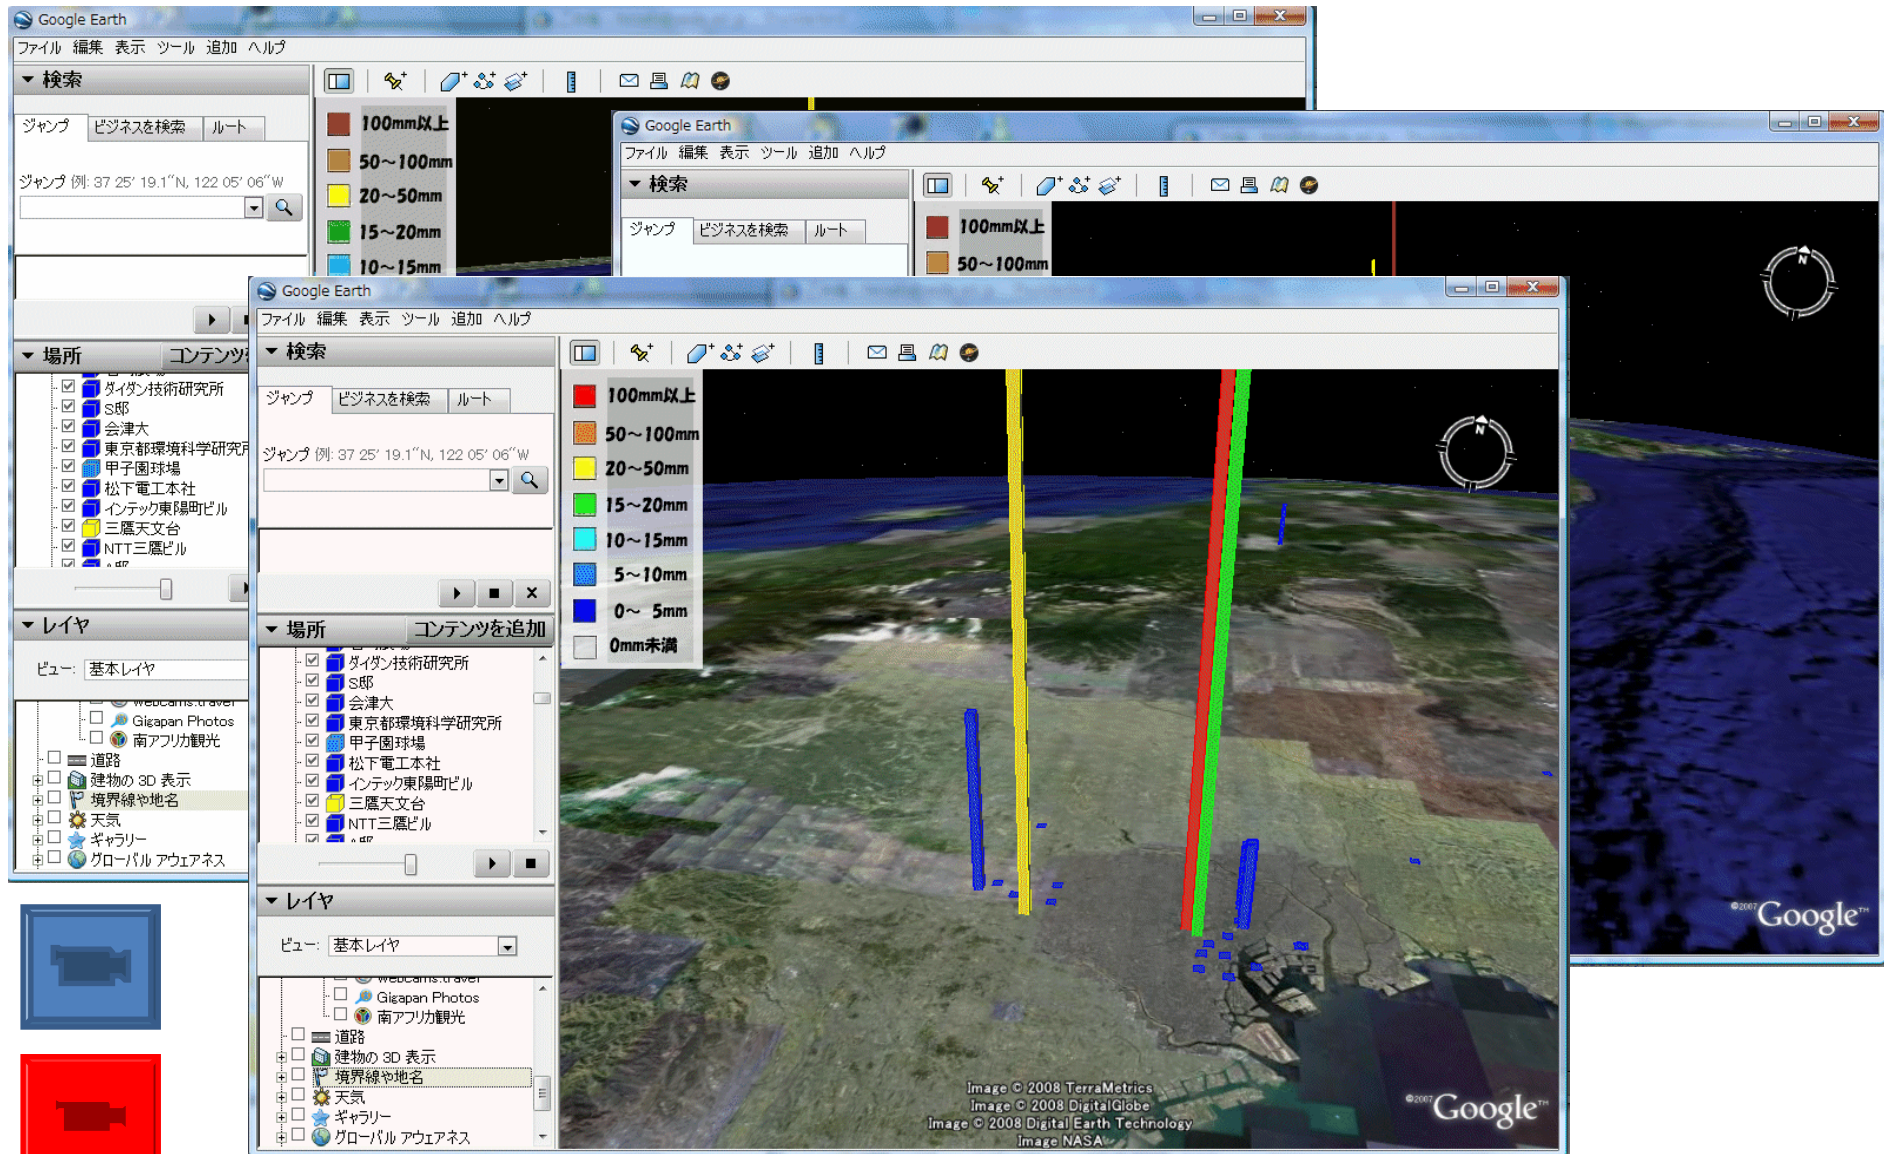 Google Earth
ファイル 編集 表示 ツール 追加 ヘルプ
▼ 検索
ジャンプ ビジネスを検索 ルート
ジャンプ 例: 37 25' 19.1"N, 122 05' 06"W
100mm以上
50～100mm
20～50mm
15～20mm
10～15mm
▼ 場所
▼ レイヤ
ダイダン技術研究所
S邸
会津大
甲子園球場
松下電工本社
インテック東陽町ビル
三鷹天文台
NTT三鷹ビル
ビュー: 基本レイヤ
Gigapan Photos
南アフリカ観光
道路
建物の 3D 表示
境界線や地名
天気
ギャラリー
グローバル アウェアネス
Google Earth
ファイル 編集 表示 ツール 追加 ヘルプ
▼ 検索
ジャンプ ビジネスを検索 ルート
100mm以上
50～100mm
N
©2007 Google™
Google Earth
ファイル 編集 表示 ツール 追加 ヘルプ
▼ 検索
ジャンプ ビジネスを検索 ルート
ジャンプ 例: 37 25' 19.1"N, 122 05' 06"W
▼ 場所 コンテンツを追加
ダイダン技術研究所
S邸
会津大
東京都環境科学研究所
甲子園球場
松下電工本社
インテック東陽町ビル
三鷹天文台
NTT三鷹ビル
▼ レイヤ
ビュー: 基本レイヤ
Gigapan Photos
南アフリカ観光
道路
建物の 3D 表示
境界線や地名
天気
ギャラリー
グローバル アウェアネス
100mm以上
50～100mm
20～50mm
15～20mm
10～15mm
5～10mm
0～ 5mm
0mm未満
N
Image © 2008 TerraMetrics
Image © 2008 DigitalGlobe
Image © 2008 Digital Earth Technology
Image NASA
©2007 Google™